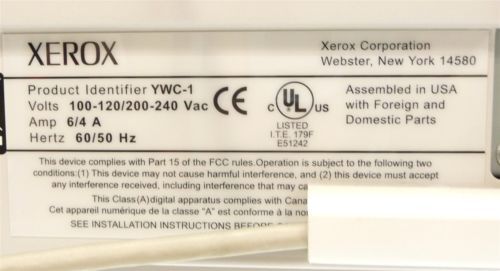 XEROX
Xerox Corporation
Webster, New York 14580
Product Identifier YWC-1
Volts 100-120/200-240 Vac
Amp 6/4 A
Hertz 60/50 Hz
CE
C UL US
LISTED
I.T.E. 179F
E51242
Assembled in USA
with Foreign and
Domestic Parts
This device complies with Part 15 of the FCC rules.Operation is subject to the following two
conditions:(1) This device may not cause harmful interference, and (2) this device must accept
any interference received, including interference that may
This Class(A)digital apparatus complies with
Cet appareil numérique de la classe "A" est conforme à la
SEE INSTALLATION INSTRUCTIONS